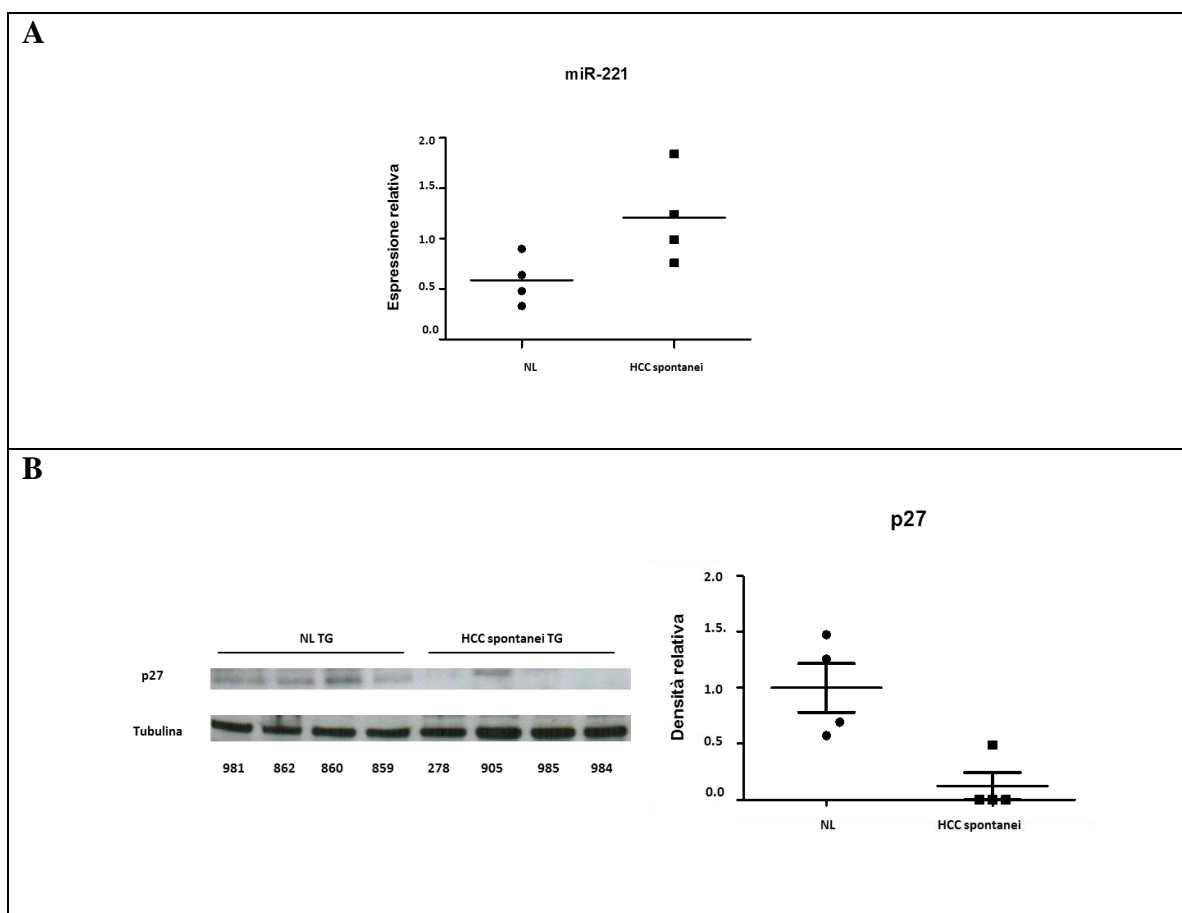 A
miR-221
Espressione relativa
2.0
1.5.
1.0
0.5
0.0
NL
HCC spontanei
B
NL TG
HCC spontanei TG
p27
Tubulina
981 862 860 859 278 905 985 984
p27
Densità relativa
2.0
1.5.
1.0
0.5
0.0
NL
HCC spontanei